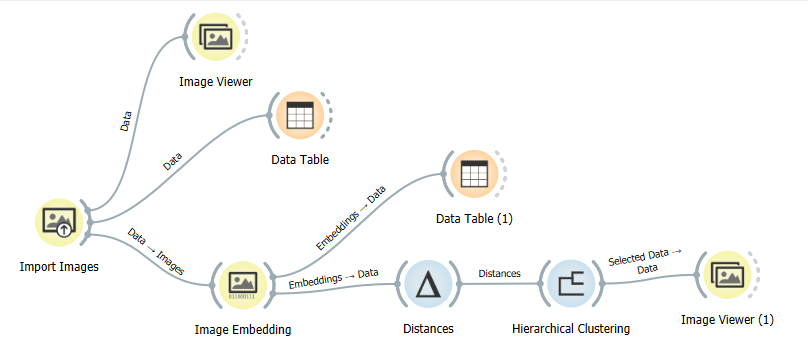 Image Viewer
Data
Data Table
Data
Data Table (1)
Embeddings → Data
Import Images
Data → Images
Image Embedding
011000111
Embeddings → Data
Distances
Distances
Hierarchical Clustering
Selected Data →
Data
Image Viewer (1)